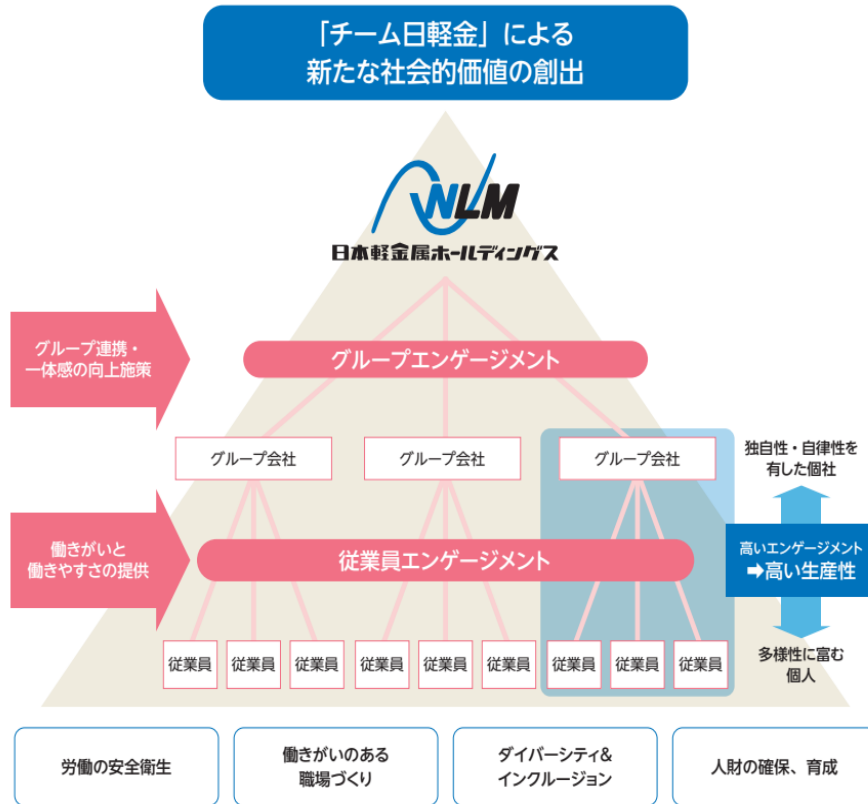 「チーム日軽金」による
新たな社会的価値の創出
NLM
日本軽金属ホールディングス
グループ連携・
一体感の向上施策
グループエンゲージメント
グループ会社
グループ会社
グループ会社
独自性・自律性を
有した個社
働きがいと
働きやすさの提供
従業員エンゲージメント
高いエンゲージメント
➡高い生産性
従業員
従業員
従業員
従業員
従業員
従業員
従業員
従業員
従業員
多様性に富む
個人
労働の安全衛生
働きがいのある
職場づくり
ダイバーシティ&
インクルージョン
人財の確保、育成